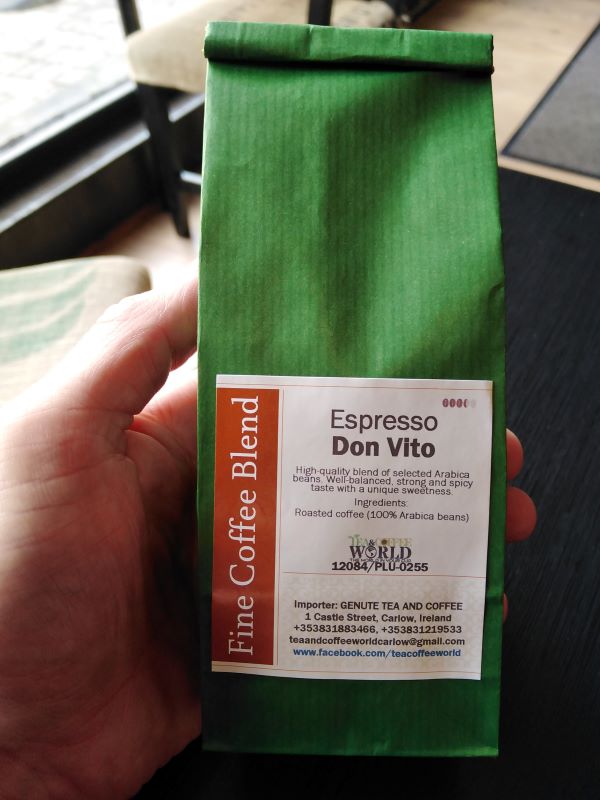 Fine Coffee Blend
Espresso
Don Vito
High-quality blend of selected Arabica
beans. Well-balanced, strong and spicy
taste with a unique sweetness.
Ingredients:
Roasted coffee (100% Arabica beans)
TEA COFFEE
&
WORLD
12084/PLU-0255
Importer: GENUTE TEA AND COFFEE
1 Castle Street, Carlow, Ireland
+353831883466, +353831219533
teaandcoffeeworldcarlow@gmail.com
www.facebook.com/teacoffeeworld